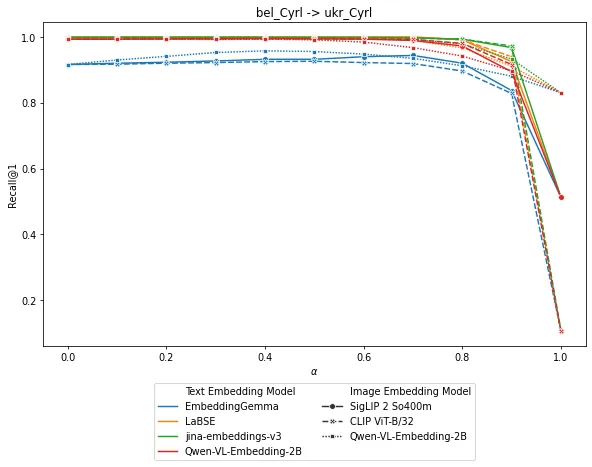 bel_Cyrl -> ukr_Cyrl
1.0
0.8
0.6
0.4
0.2
Recall@1
0.0 0.2 0.4 0.6 0.8 1.0
α
Text Embedding Model Image Embedding Model
EmbeddingGemma SigLIP 2 So400m
LaBSE CLIP ViT-B/32
jina-embeddings-v3 Qwen-VL-Embedding-2B
Qwen-VL-Embedding-2B